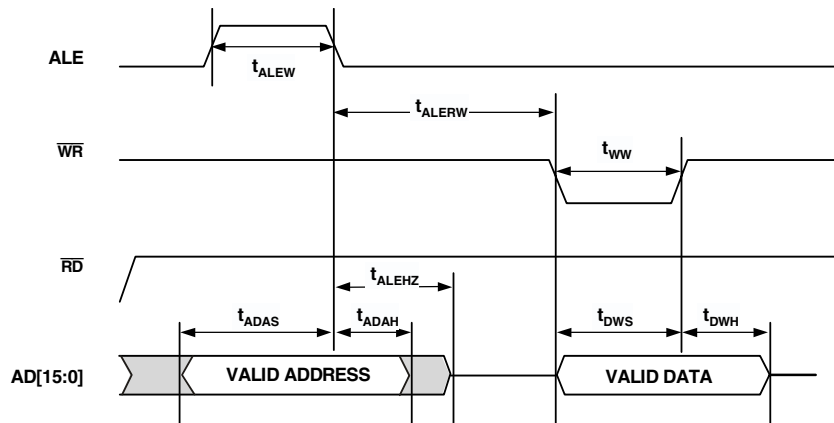 ALE
tALEW
tALERW
WR
tWW
RD
tALEHZ
tADAS
tADAH
tDWS
tDWH
AD[15:0]
VALID ADDRESS
VALID DATA